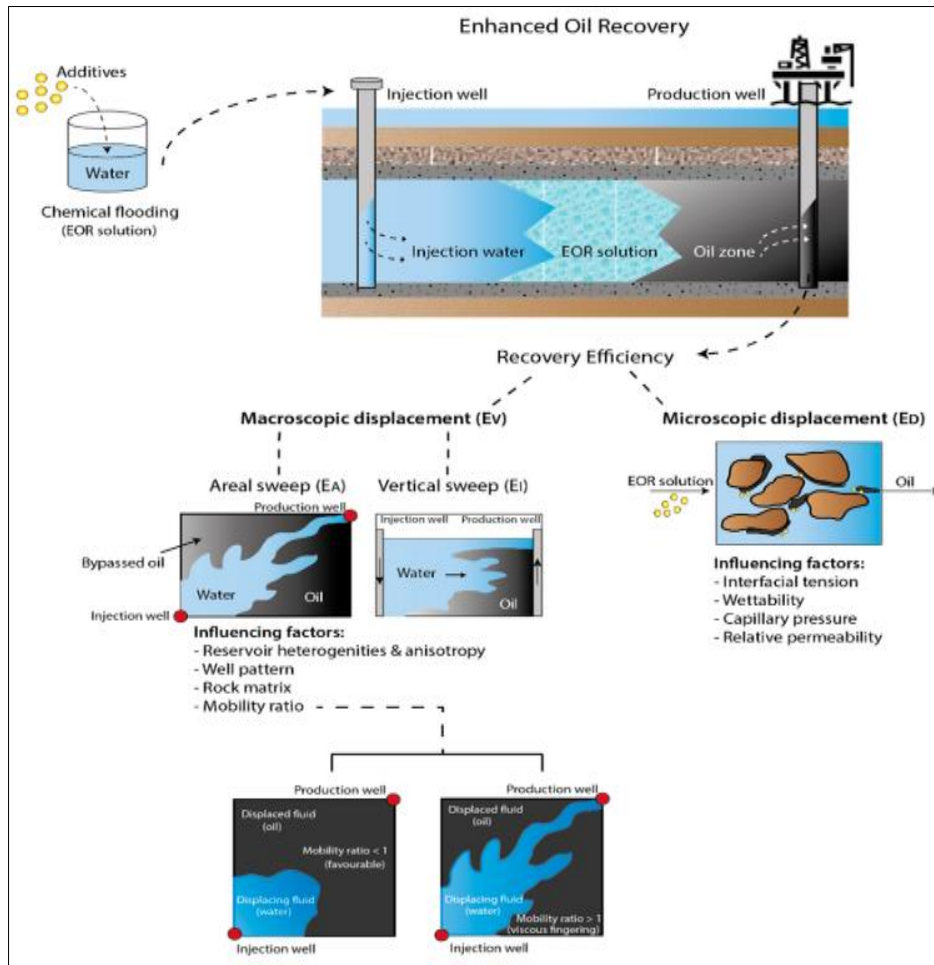 Enhanced Oil Recovery
Additives
Water
Chemical flooding
(EOR solution)
Injection well
Production well
Injection water
EOR solution
Oil zone
Recovery Efficiency
Macroscopic displacement (EV)
Microscopic displacement (ED)
Areal sweep (EA)
Vertical sweep (EI)
Production well
Bypassed oil
Water
Oil
Injection well
Injection well
Production well
Water
Oil
EOR solution
Oil
Influencing factors:
- Reservoir heterogenities & anisotropy
- Well pattern
- Rock matrix
- Mobility ratio
Influencing factors:
- Interfacial tension
- Wettability
- Capillary pressure
- Relative permeability
Production well
Displaced fluid
(oil)
Mobility ratio < 1
(favourable)
Displacing fluid
(water)
Injection well
Production well
Displaced fluid
(oil)
Displacing fluid
(water)
Mobility ratio > 1
(viscous fingering)
Injection well